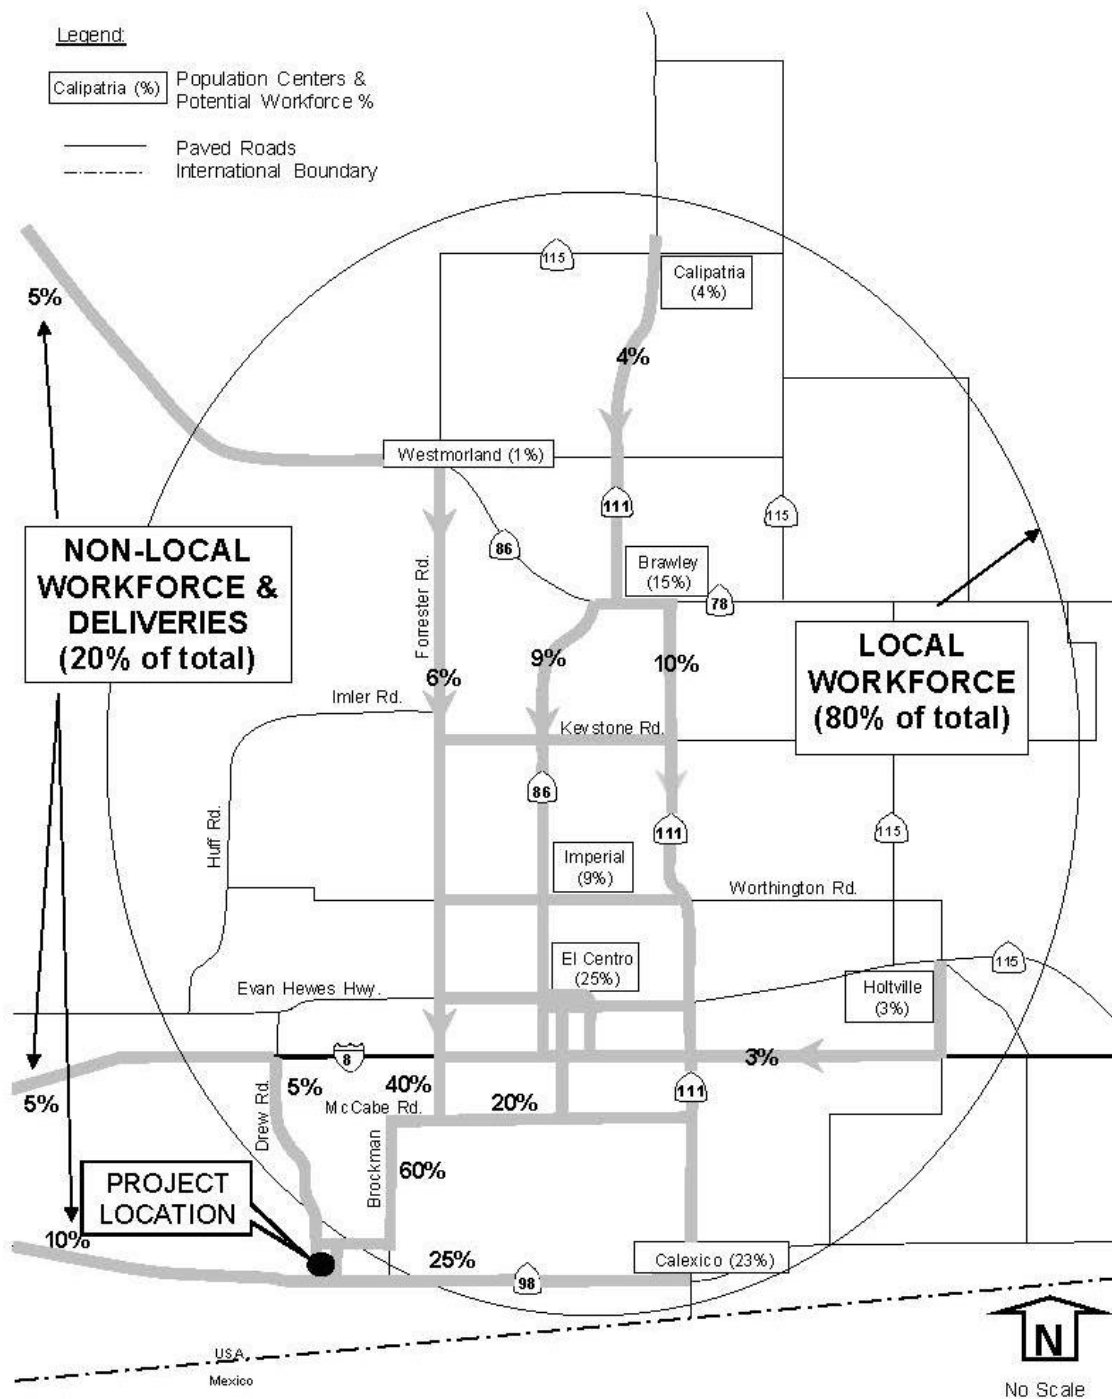 Legend:
Calipatria (%)
Population Centers &
Potential Workforce %
Paved Roads
International Boundary
115
Calipatria
(4%)
5%
4%
Westmorland (1%)
111
115
86
NON-LOCAL
WORKFORCE &
DELIVERIES
(20% of total)
Forrester Rd.
Brawley
(15%)
78
LOCAL
WORKFORCE
(80% of total)
9%
10%
6%
Imler Rd.
Keystone Rd.
86
Huff Rd.
111
115
Imperial
(9%)
Worthington Rd.
El Centro
(25%)
115
Evan Hewes Hwy.
Holtville
(3%)
8
3%
5%
5%
40%
20%
111
McCabe Rd.
Drew Rd.
Brockman
60%
PROJECT
LOCATION
10%
25%
98
Calexico (23%)
USA
Mexico
N
No Scale